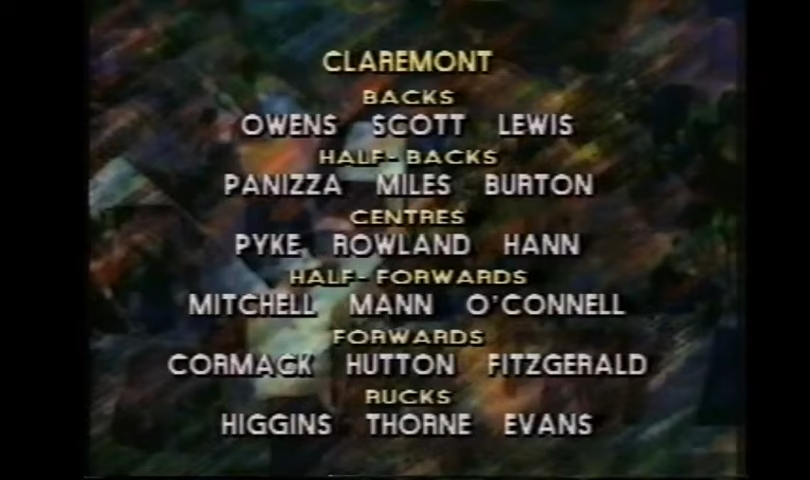 CLAREMONT
BACKS
OWENS SCOTT LEWIS
HALF-BACKS
PANIZZA MILES BURTON
CENTRES
PYKE ROWLAND HANN
HALF-FORWARDS
MITCHELL MANN O'CONNELL
FORWARDS
CORMACK HUTTON FITZGERALD
RUCKS
HIGGINS THORNE EVANS